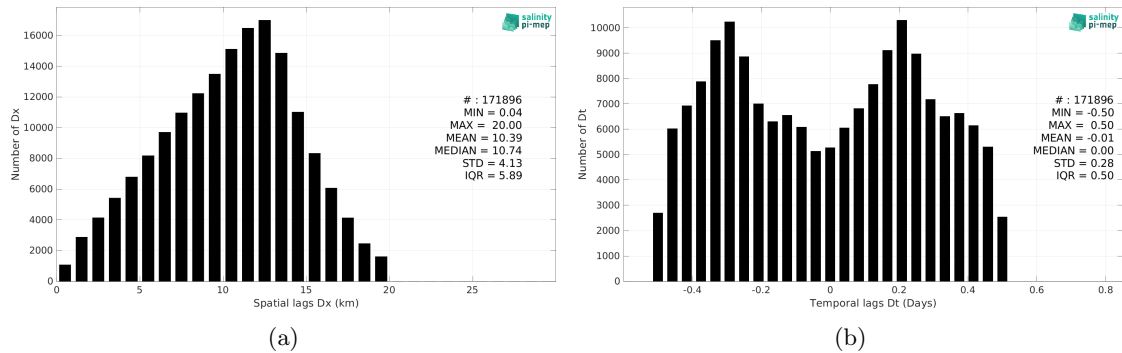 salinity
pi-mep
16000
14000
12000
10000
8000
6000
4000
2000
0
Number of Dx
# : 171896
MIN = 0.04
MAX = 20.00
MEAN = 10.39
MEDIAN = 10.74
STD = 4.13
IQR = 5.89
0 5 10 15 20 25
Spatial lags Dx (km)
(a)
salinity
pi-mep
10000
9000
8000
7000
6000
5000
4000
3000
2000
1000
0
Number of Dt
# : 171896
MIN = -0.50
MAX = 0.50
MEAN = -0.01
MEDIAN = 0.00
STD = 0.28
IQR = 0.50
-0.4 -0.2 0 0.2 0.4 0.6 0.8
Temporal lags Dt (Days)
(b)